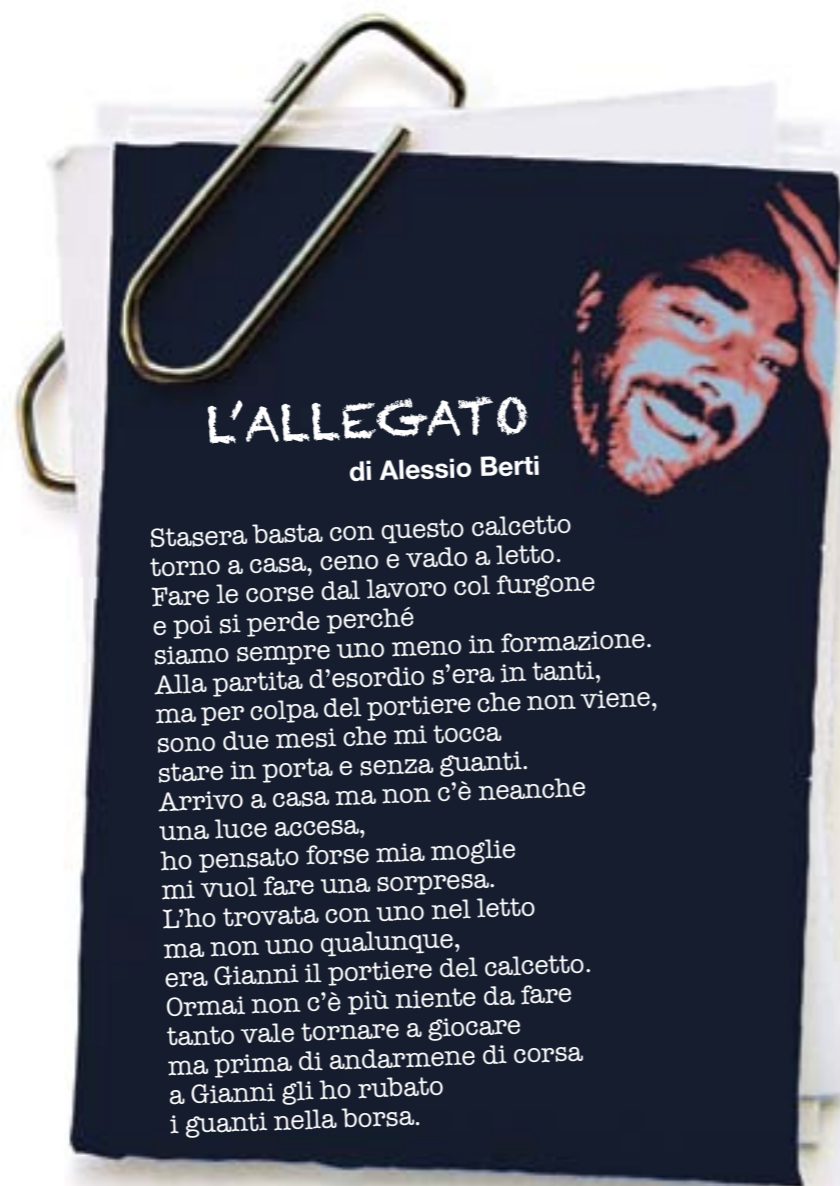 L'ALLEGATO
di Alessio Berti
Stasera basta con questo calcetto
torno a casa, ceno e vado a letto.
Fare le corse dal lavoro col furgone
e poi si perde perché
siamo sempre uno meno in formazione.
Alla partita d'esordio s'era in tanti,
ma per colpa del portiere che non viene,
sono due mesi che mi tocca
stare in porta e senza guanti.
Arrivo a casa ma non c'è neanche
una luce accesa,
ho pensato forse mia moglie
mi vuol fare una sorpresa.
L'ho trovata con uno nel letto
ma non uno qualunque,
era Gianni il portiere del calcetto.
Ormai non c'è più niente da fare
tanto vale tornare a giocare
ma prima di andarmene di corsa
a Gianni gli ho rubato
i guanti nella borsa.